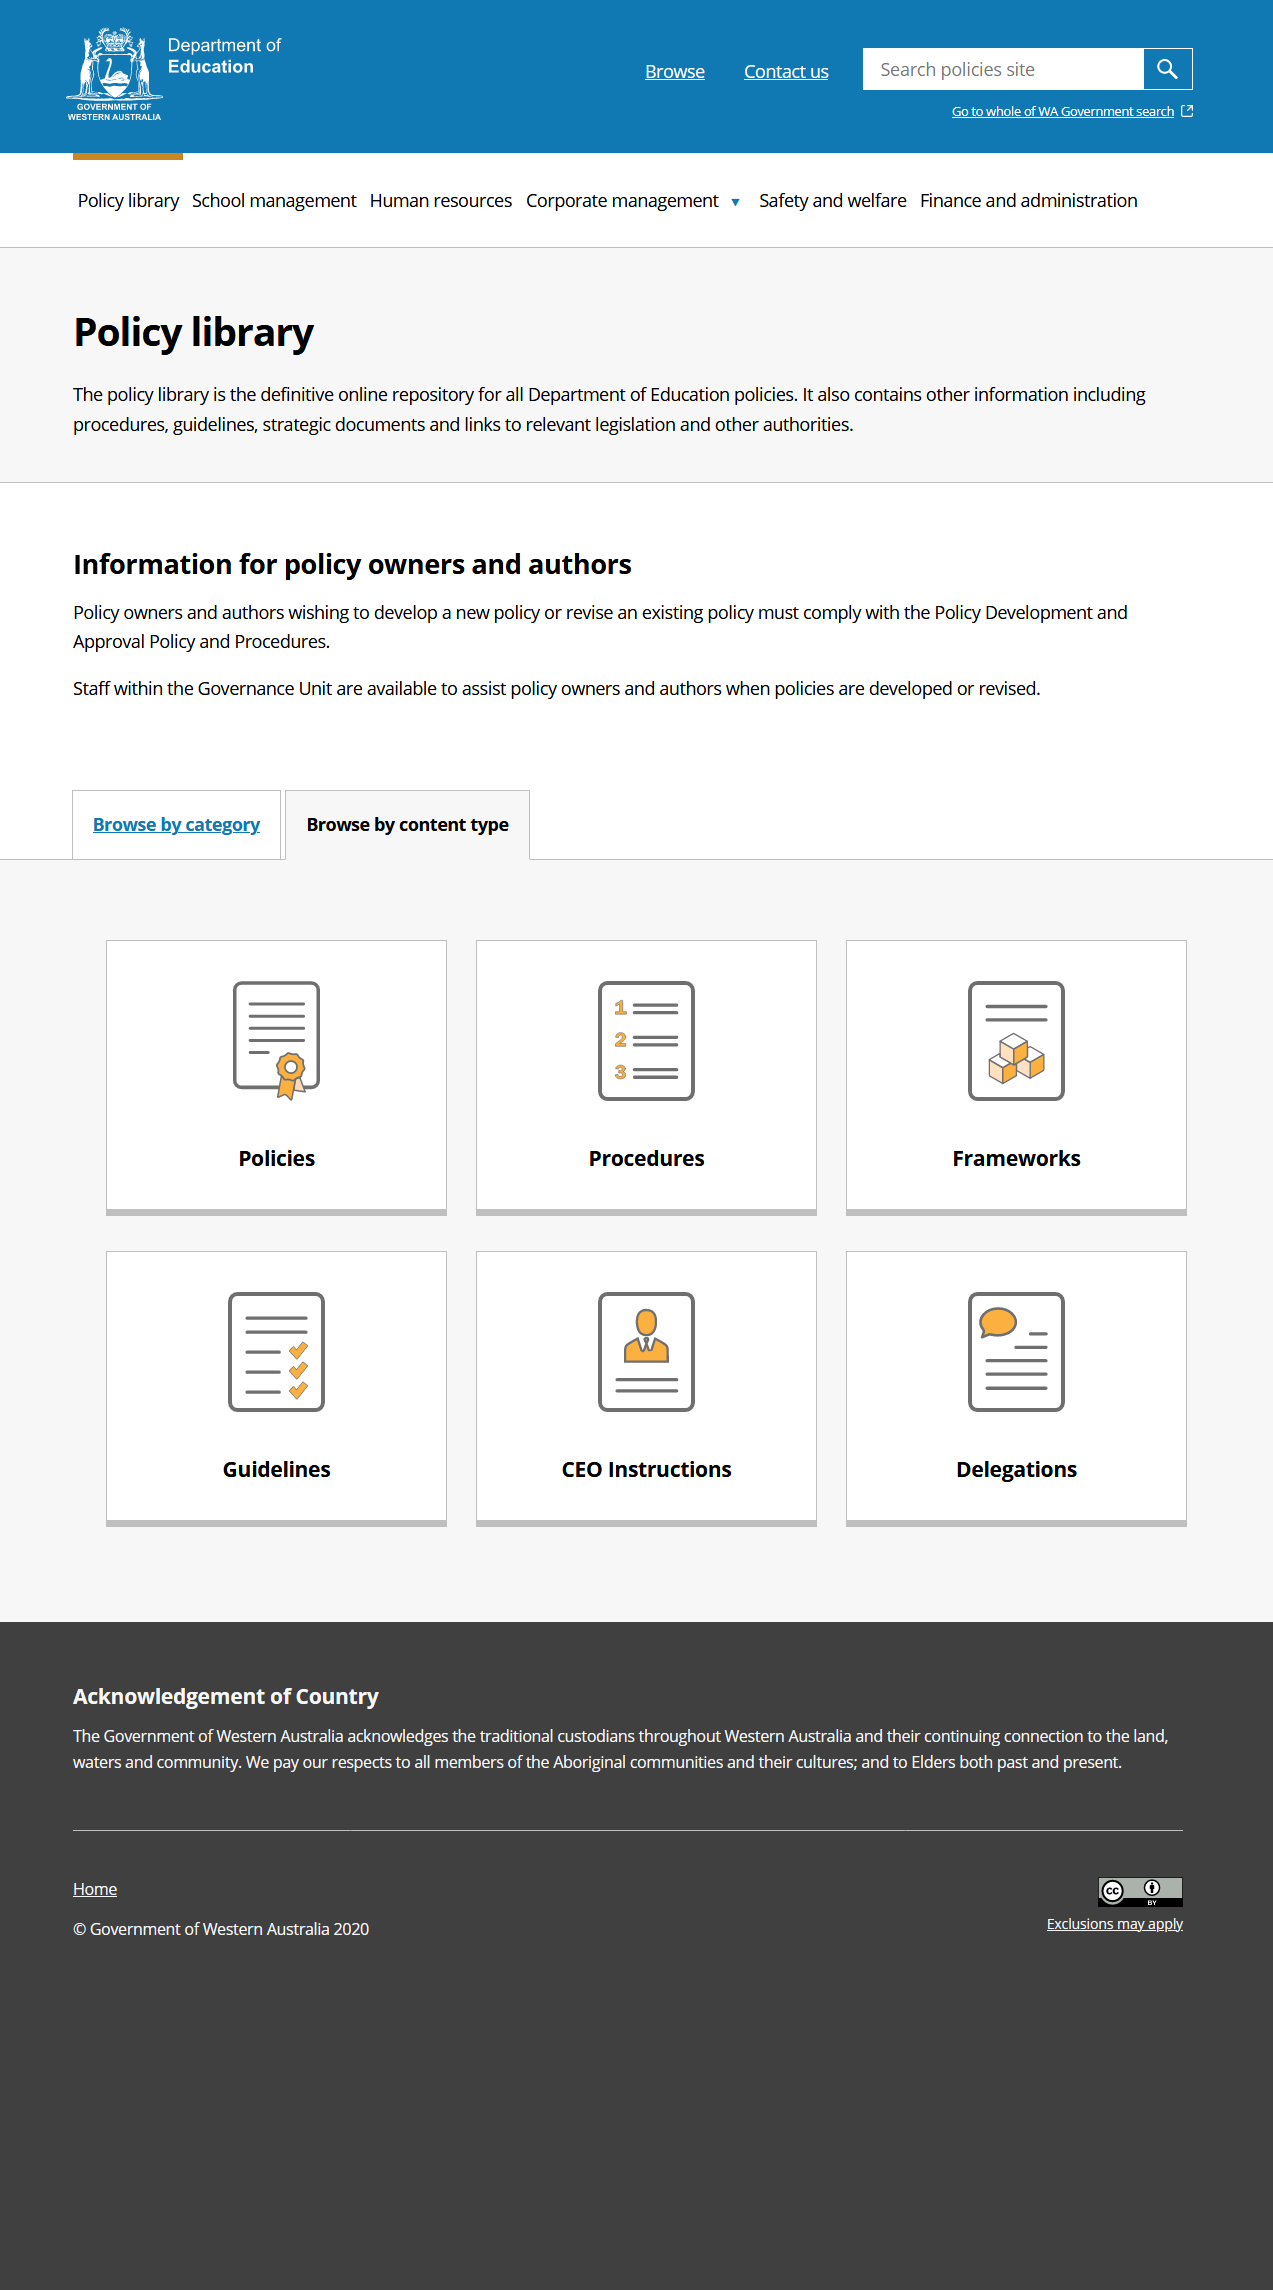 Department of
Education
GOVERNMENT OF
WESTERN AUSTRALIA
Browse
Contact us
Search policies site
Go to whole of WA Government search
Policy library
School management
Human resources
Corporate management
Safety and welfare
Finance and administration
Policy library
The policy library is the definitive online repository for all Department of Education policies. It also contains other information including
procedures, guidelines, strategic documents and links to relevant legislation and other authorities.
Information for policy owners and authors
Policy owners and authors wishing to develop a new policy or revise an existing policy must comply with the Policy Development and
Approval Policy and Procedures.
Staff within the Governance Unit are available to assist policy owners and authors when policies are developed or revised.
Browse by category
Browse by content type
1
2
3
Policies
Procedures
Frameworks
Guidelines
CEO Instructions
Delegations
Acknowledgement of Country
The Government of Western Australia acknowledges the traditional custodians throughout Western Australia and their continuing connection to the land,
waters and community. We pay our respects to all members of the Aboriginal communities and their cultures; and to Elders both past and present.
Home
cc
BY
© Government of Western Australia 2020
Exclusions may apply